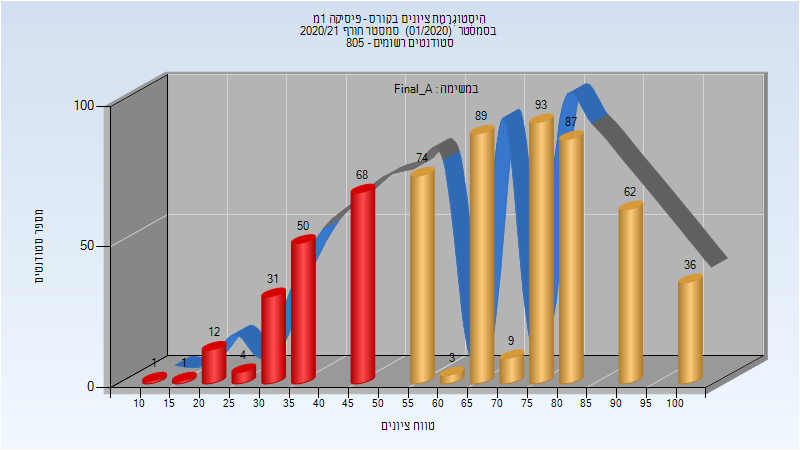 היסטוגרמת ציונים בקורס - פיסיקה 1מ
בסמסטר (01/2020) סמסטר חורף 2020/21
סטודנטים רשומים - 805
במשימה : Final_A
מספר סטודנטים
100
50
0
1
1
12
4
31
50
68
74
3
89
9
93
87
62
36
10 15 20 25 30 35 40 45 50 55 60 65 70 75 80 85 90 95 100
טווח ציונים